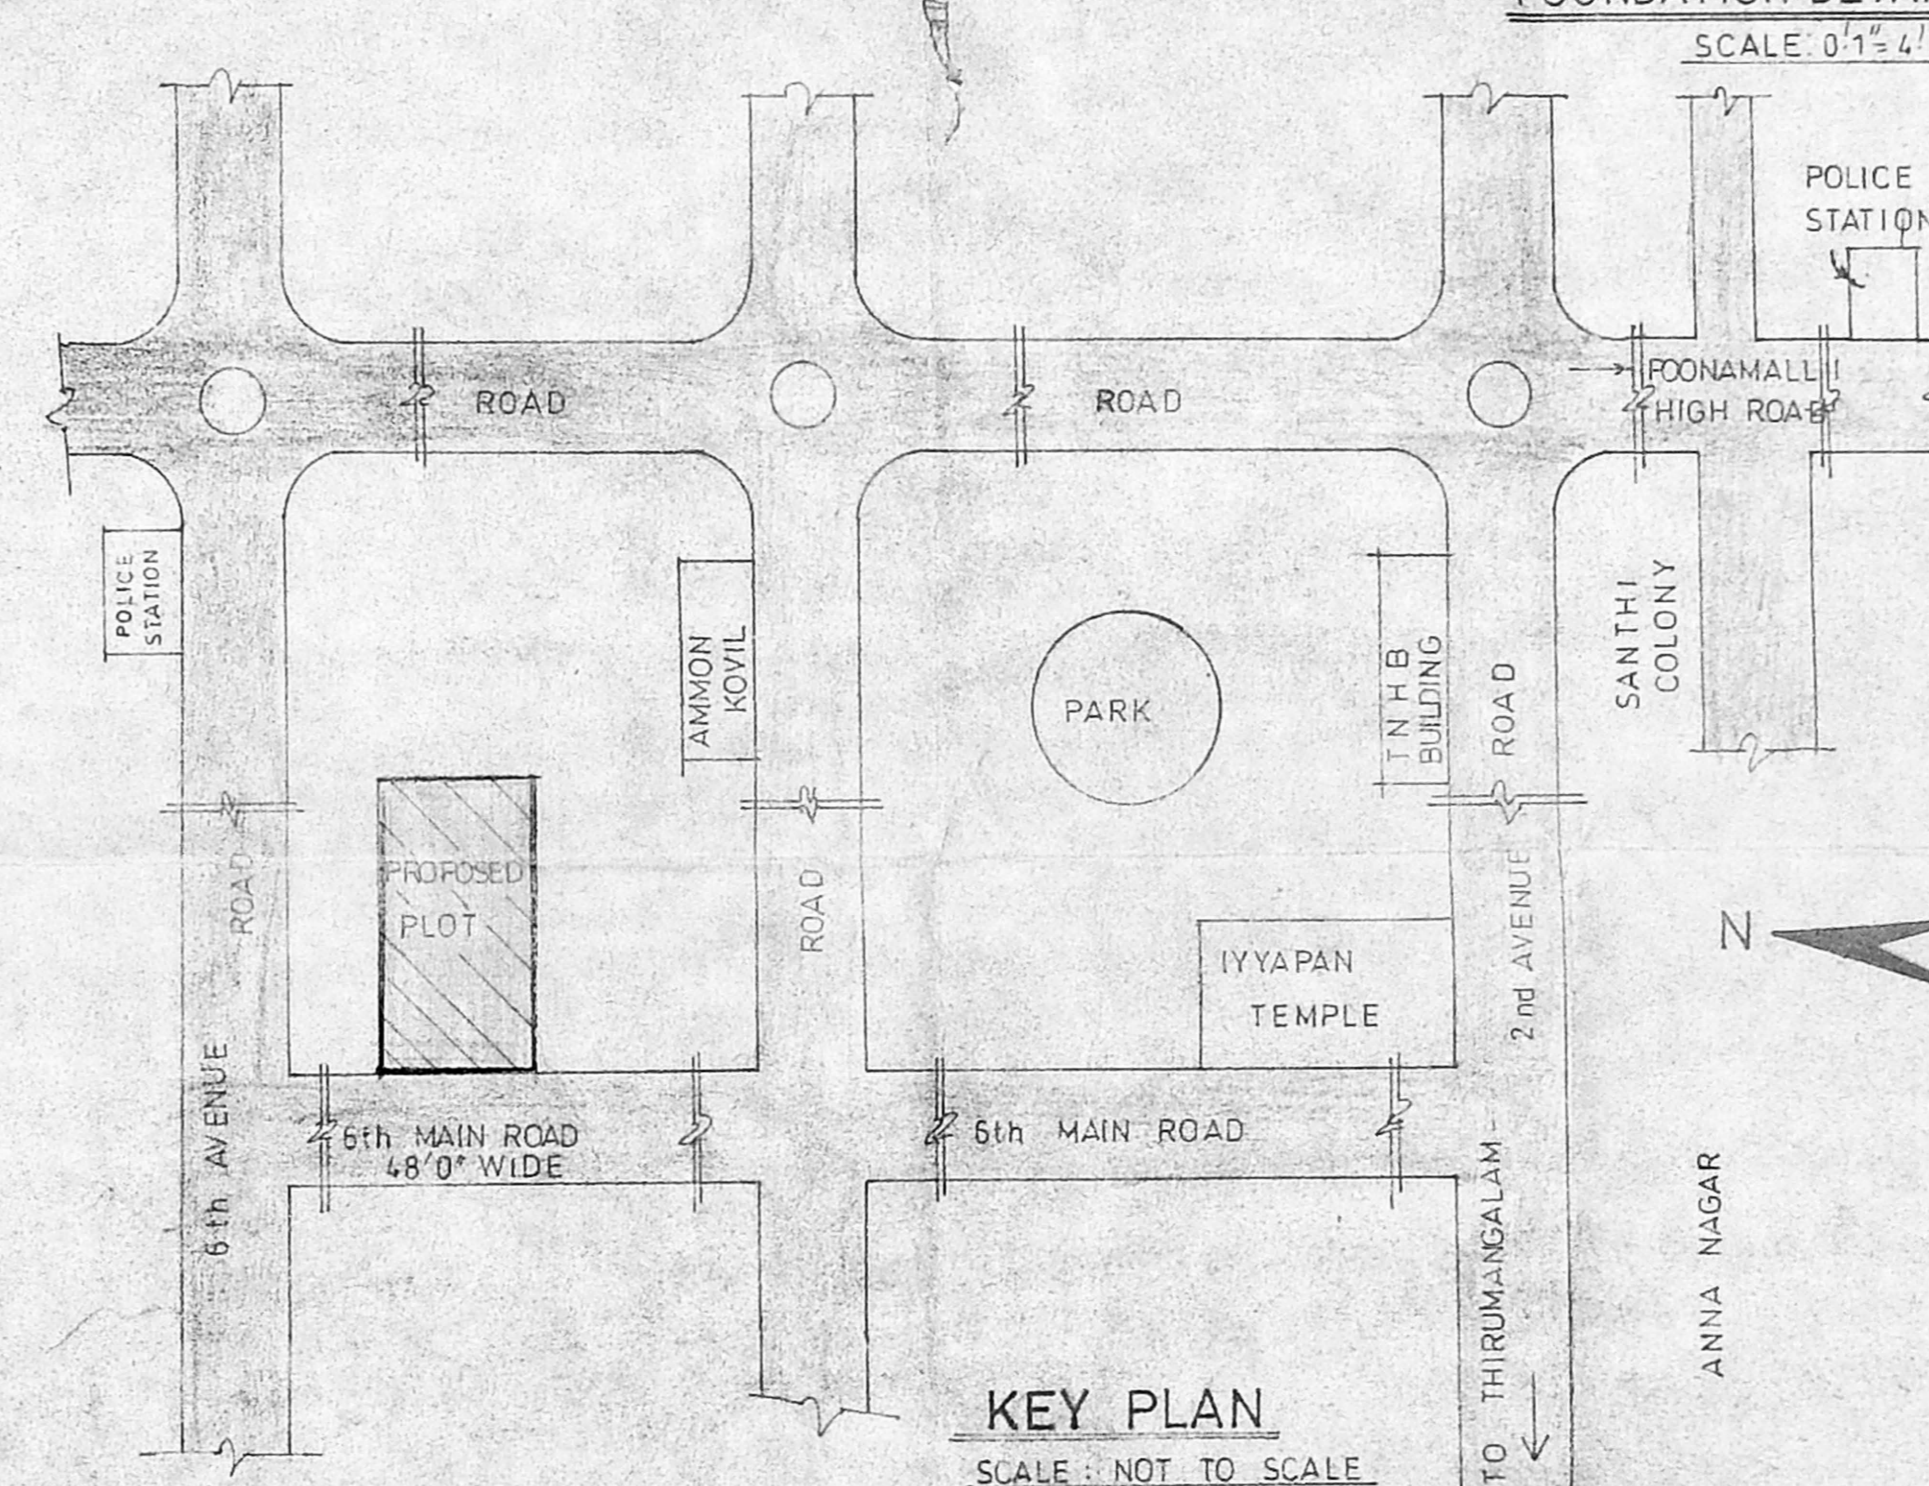 SCALE: 0'1"= 4'
POLICE
STATION
ROAD
ROAD
POONAMALLI
HIGH ROAD
POLICE
STATION
AMMON
KOVIL
PARK
TNHB
BUILDING
ROAD
SANTHI
COLONY
PROPOSED
PLOT
ROAD
ROAD
2nd AVENUE
IYYAPAN
TEMPLE
N
6th AVENUE
6th MAIN ROAD
48'0" WIDE
6th MAIN ROAD
TO THIRUMANGALAM
ANNA NAGAR
KEY PLAN
SCALE : NOT TO SCALE